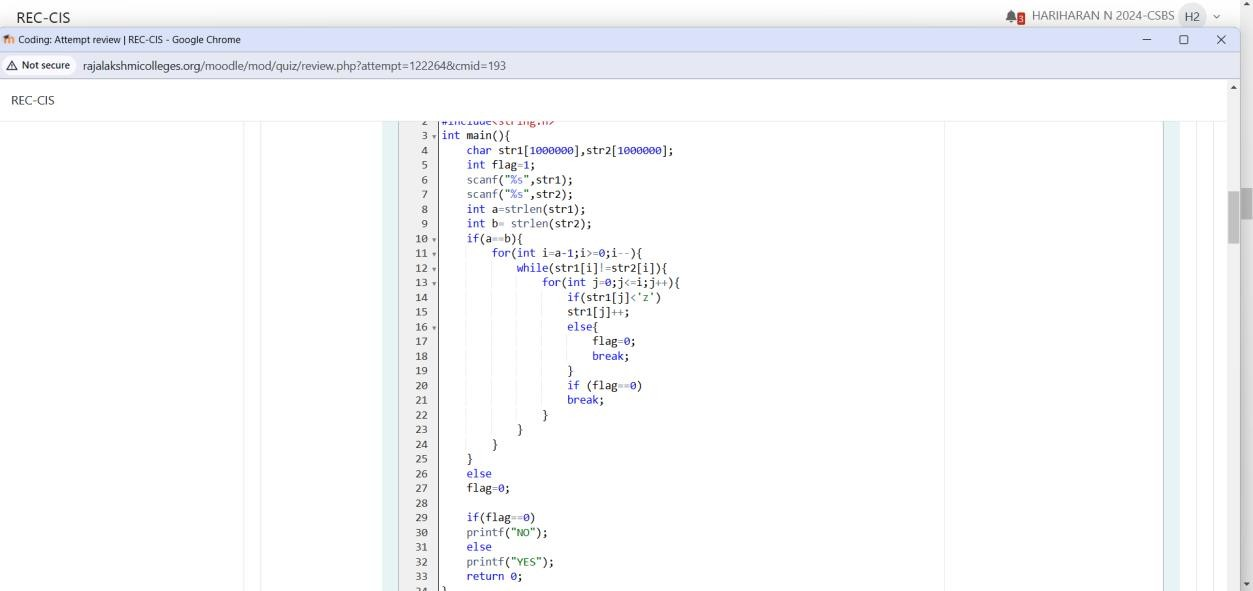 REC-CIS
3 HARIHARAN N 2024-CSBS H2
Coding: Attempt review | REC-CIS - Google Chrome
Not secure rajalakshmicolleges.org/moodle/mod/quiz/review.php?attempt=122264&cmid=193
REC-CIS
2 #include<string.h>
3 int main(){
4 char str1[1000000],str2[1000000];
5 int flag=1;
6 scanf("%s",str1);
7 scanf("%s",str2);
8 int a=strlen(str1);
9 int b= strlen(str2);
10 if(a==b){
11 for(int i=a-1;i>=0;i--){
12 while(str1[i]!=str2[i]){
13 for(int j=0;j<=i;j++){
14 if(str1[j]<'z')
15 str1[j]++;
16 else{
17 flag=0;
18 break;
19 }
20 if (flag==0)
21 break;
22 }
23 }
24 }
25 }
26 else
27 flag=0;
28
29 if(flag==0)
30 printf("NO");
31 else
32 printf("YES");
33 return 0;
34 }